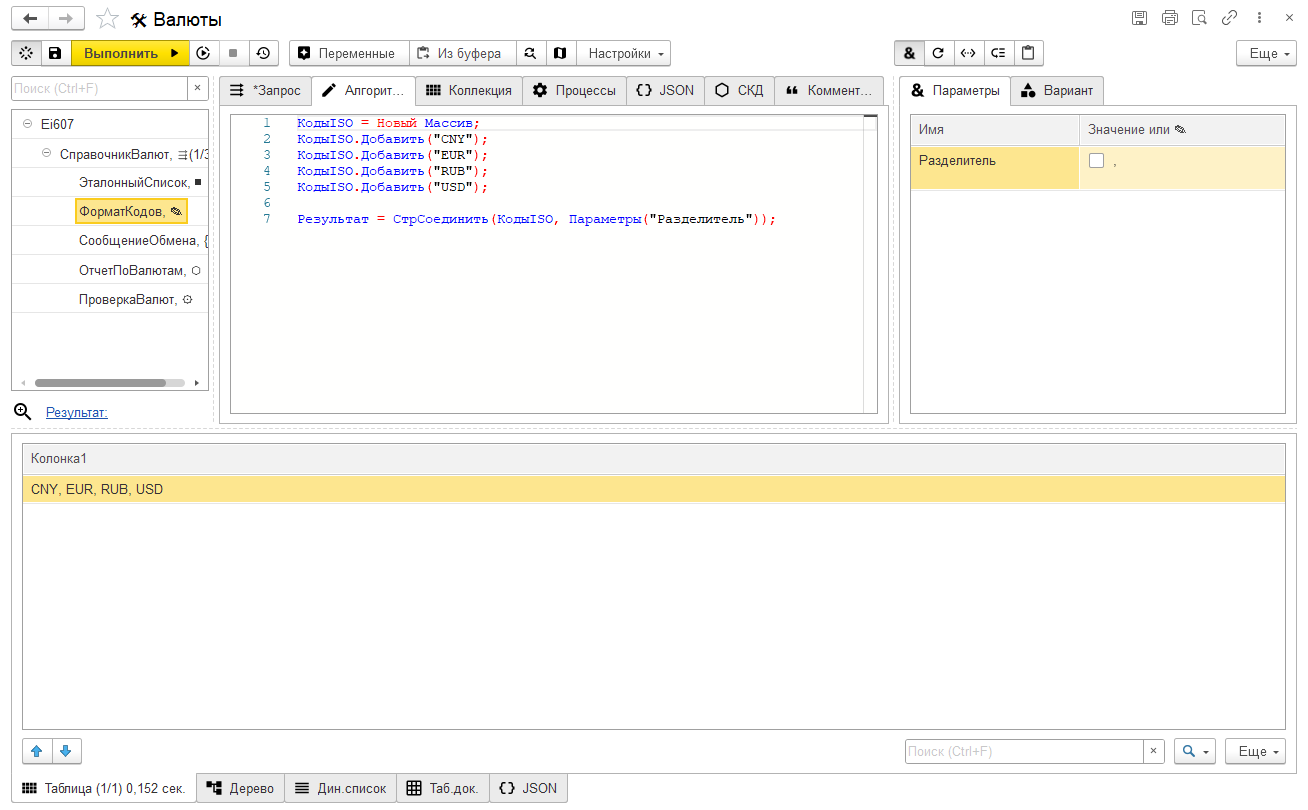 Валюты
Выполнить Переменные Из буфера Настройки Еще
Поиск (Ctrl+F) × *Запрос Алгорит... Коллекция Процессы JSON СКД Коммент... Параметры Вариант
Ei607
СправочникВалют, (1/3
ЭталонныйСписок,
ФорматКодов,
СообщениеОбмена, {
ОтчетПоВалютам,
ПроверкаВалют,
Результат:
1 КодыISO = Новый Массив;
2 КодыISO.Добавить("CNY");
3 КодыISO.Добавить("EUR");
4 КодыISO.Добавить("RUB");
5 КодыISO.Добавить("USD");
6
7 Результат = СтрСоединить(КодыISO, Параметры("Разделитель"));
Имя Значение или
Разделитель ,
Колонка1
CNY, EUR, RUB, USD
Поиск (Ctrl+F) × Еще
Таблица (1/1) 0,152 сек. Дерево Дин.список Таб.док. JSON